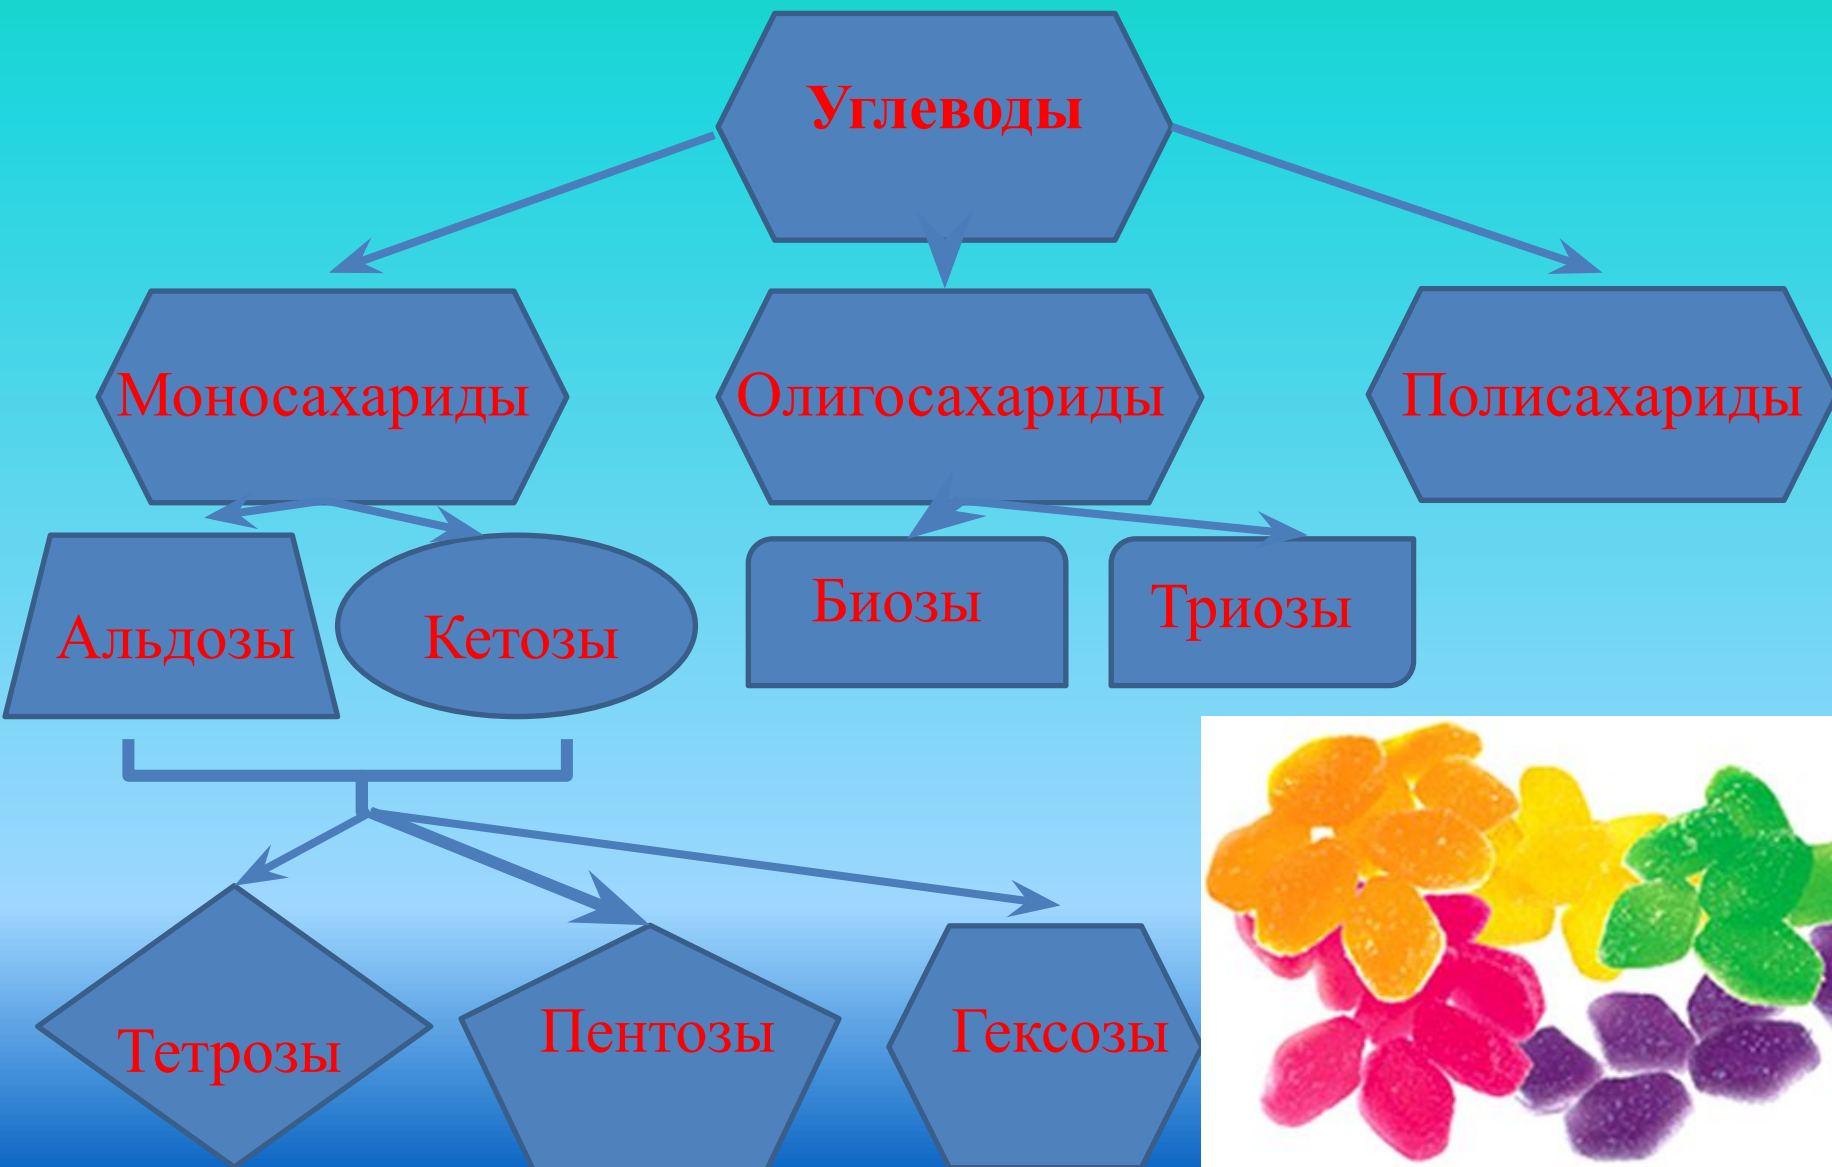 Углеводы
Моносахариды
Олигосахариды
Полисахариды
Альдозы
Кетозы
Биозы
Триозы
Тетрозы
Пентозы
Гексозы